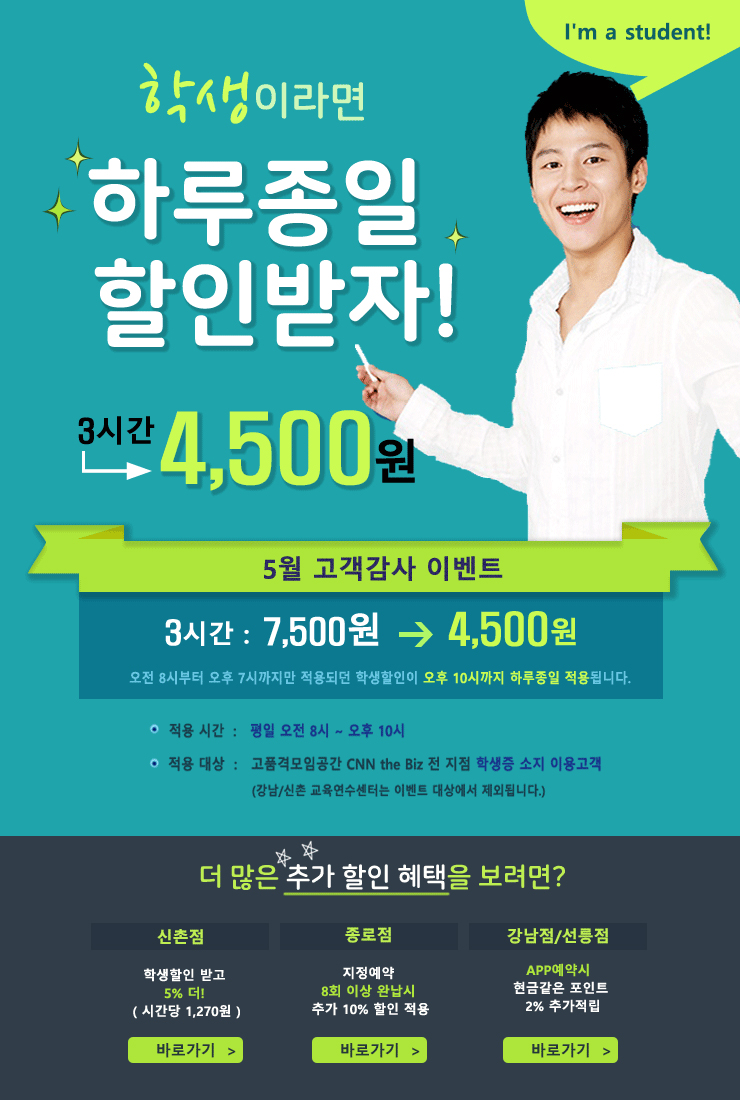 I'm a student!
학생이라면
하루종일
할인받자!
3시간
4,500원
5월 고객감사 이벤트
3시간 : 7,500원 → 4,500원
오전 8시부터 오후 7시까지만 적용되던 학생할인이 오후 10시까지 하루종일 적용됩니다.
적용 시간 : 평일 오전 8시 ~ 오후 10시
적용 대상 : 고품격모임공간 CNN the Biz 전 지점 학생증 소지 이용고객
(강남/신촌 교육연수센터는 이벤트 대상에서 제외됩니다.)
더 많은 추가 할인 혜택을 보려면?
신촌점
학생할인 받고
5% 더!
( 시간당 1,270원 )
바로가기 >
종로점
지정예약
8회 이상 완납시
추가 10% 할인 적용
바로가기 >
강남점/선릉점
APP예약시
현금같은 포인트
2% 추가적립
바로가기 >